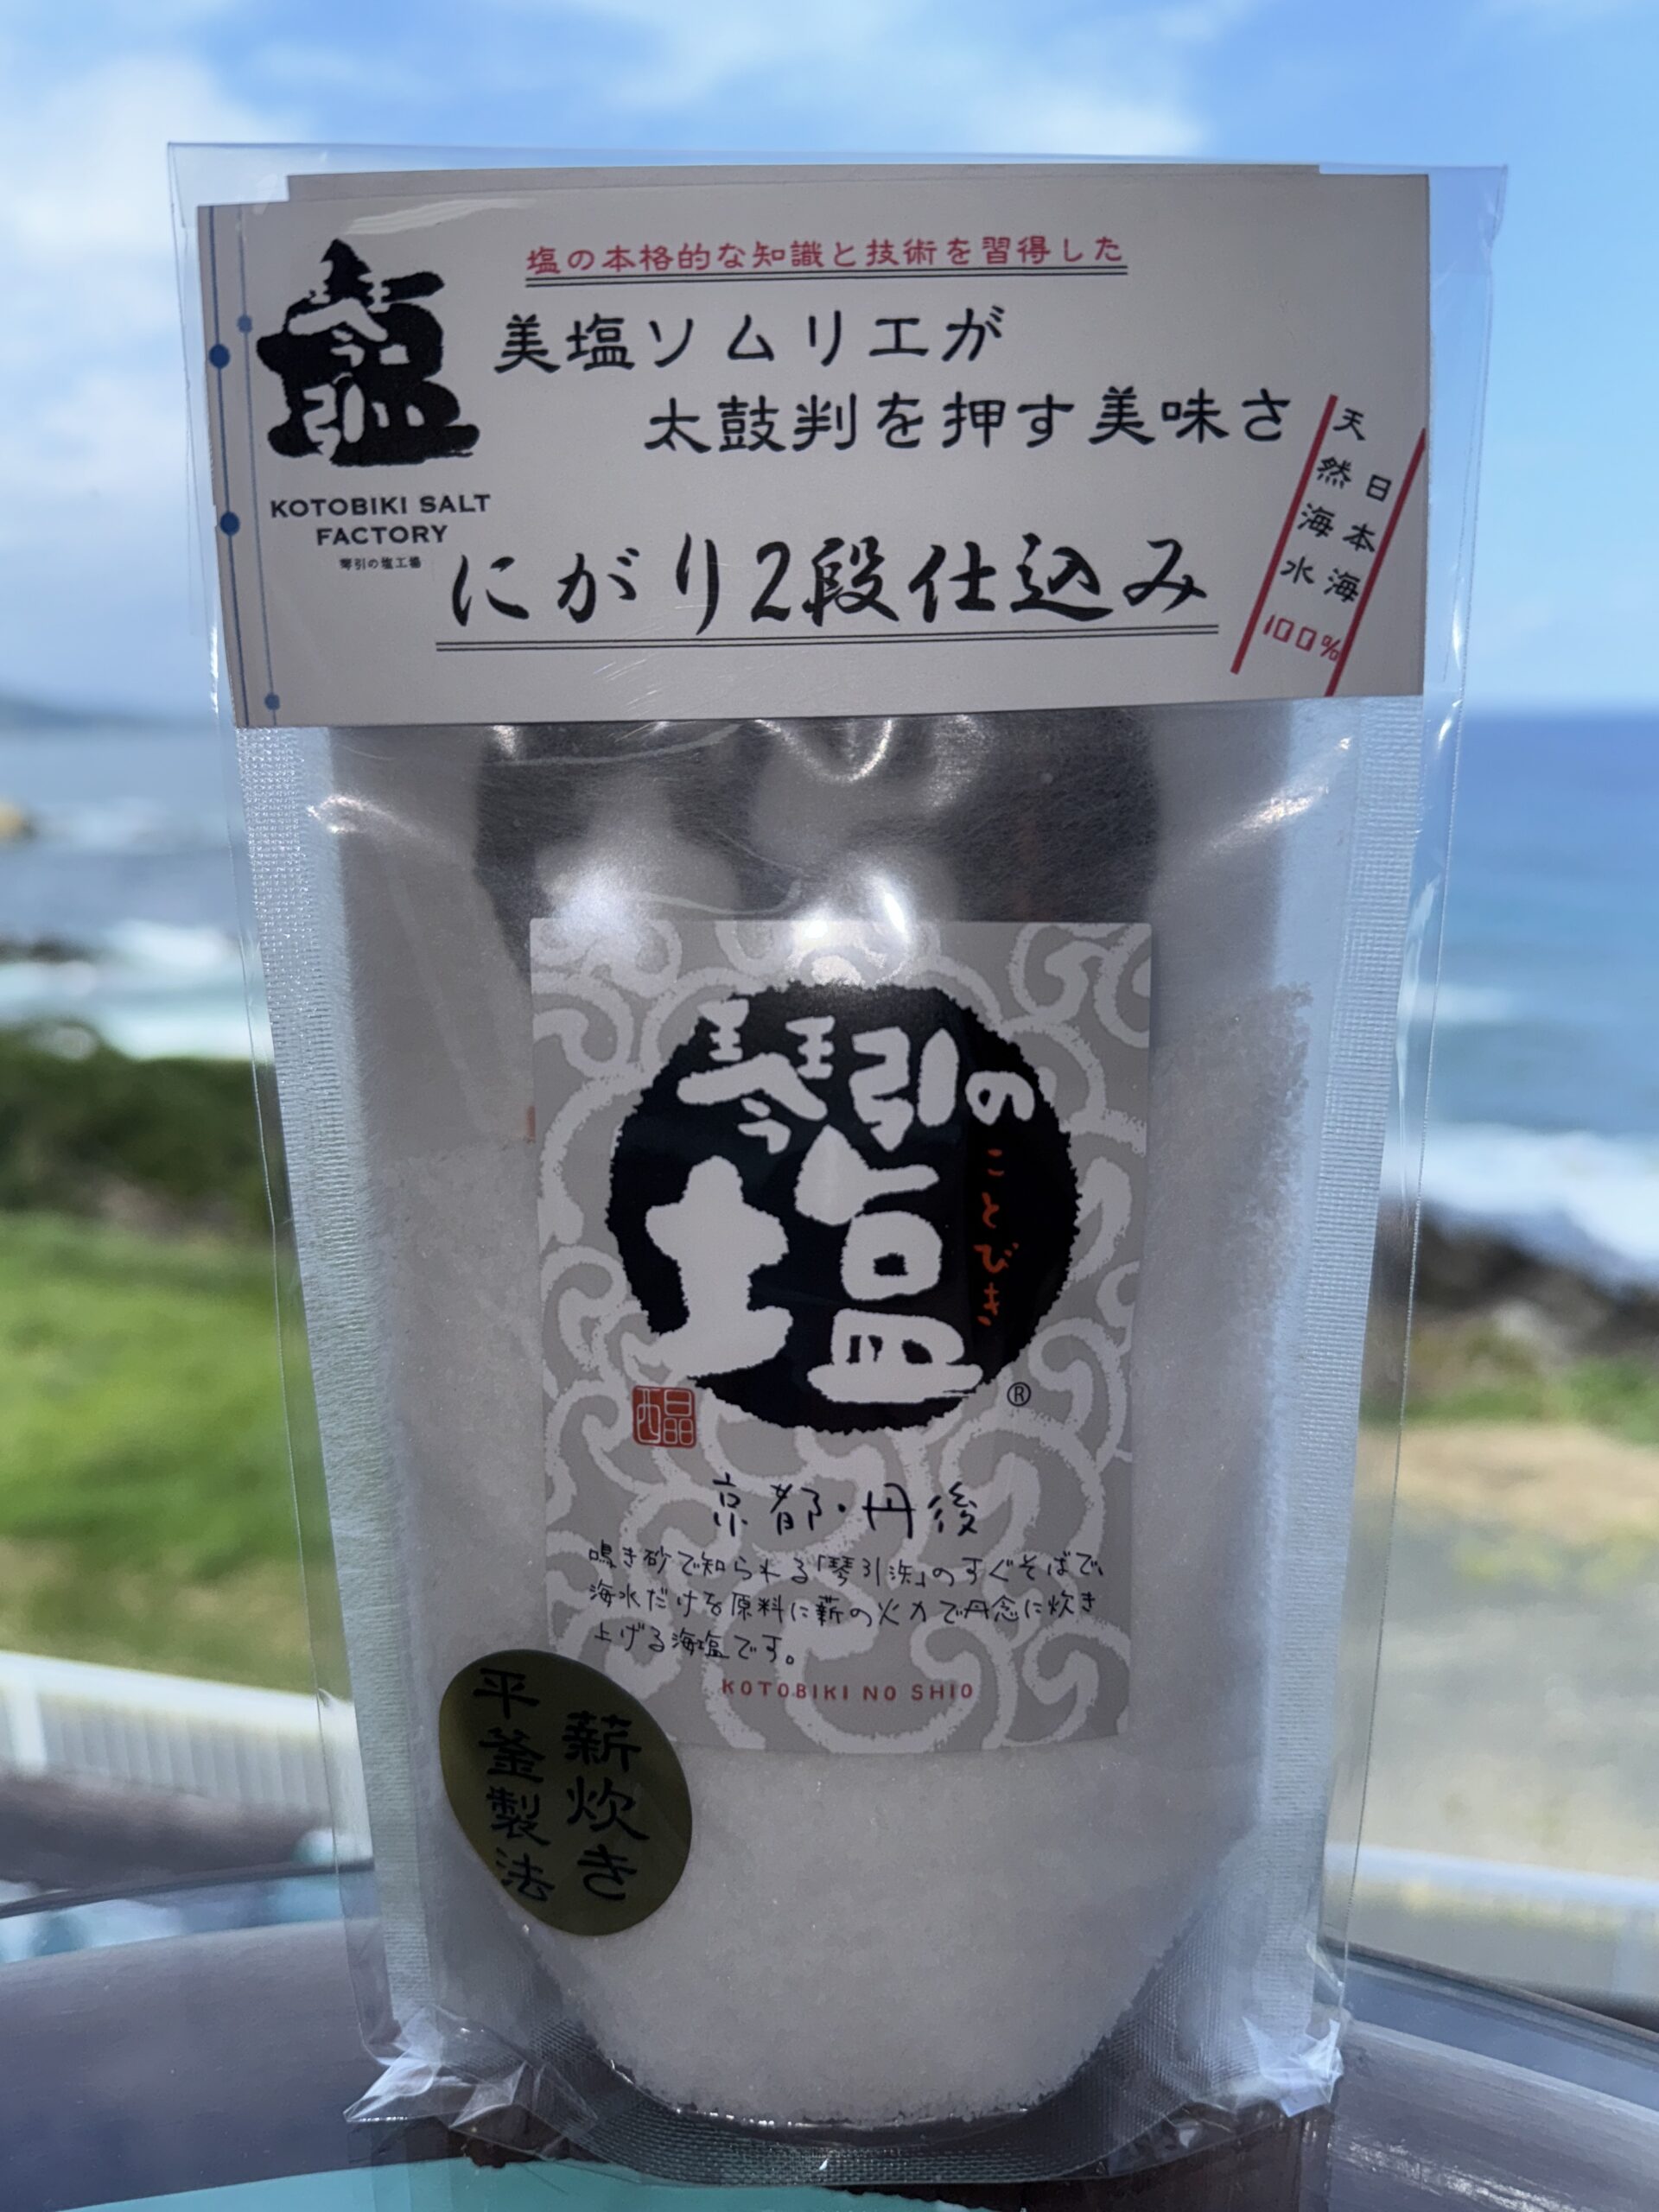 塩の本格的な知識と技術を習得した
美塩ソムリエが
太鼓判を押す美味さ
塩
KOTOBIKI SALT
FACTORY
琴引の塩工場
にがり2段仕込み
日本海
天然海水
100%
琴引の
塩
ことびき
®
京都・丹後
鳴き砂で知られる「琴引浜」のすぐそばで、
海水だけを原料に薪の火力で丹念に炊き
上げる海塩です。
KOTOBIKI NO SHIO
薪炊き
平釜製法